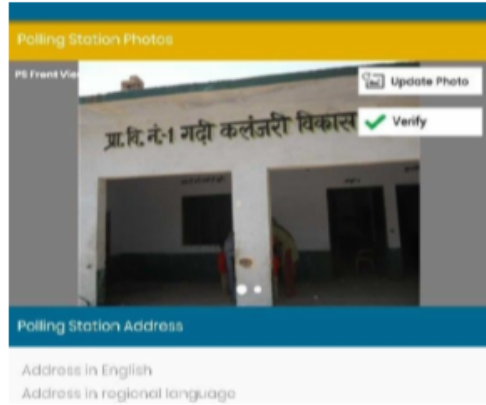 Polling Station Photos
PS Front Vie
Update Photo
Verify
प्रा. वि. नं.-1 गढ़ी कलंजरी विकास
Polling Station Address
Address in English
Address in regional language